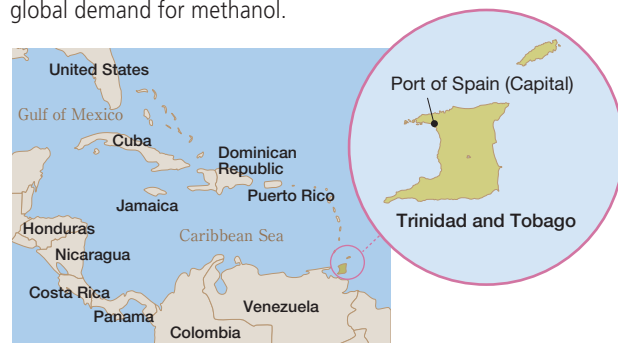 global demand for methanol.
United States
Gulf of Mexico
Cuba
Dominican
Republic
Puerto Rico
Jamaica
Honduras
Caribbean Sea
Nicaragua
Costa Rica
Panama
Venezuela
Colombia
Port of Spain (Capital)
Trinidad and Tobago